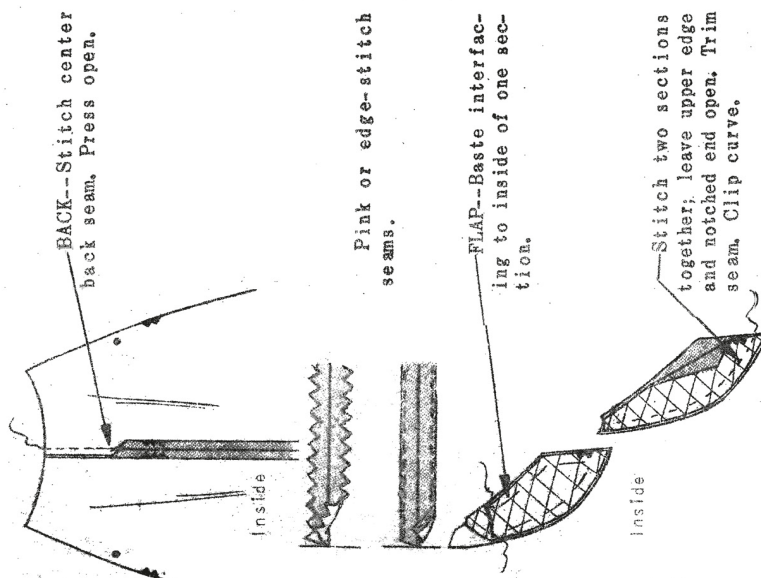 BACK--Stitch center
back seam. Press open.
Inside
Pink or edge-stitch
seams.
FLAP--Baste interfac-
ing to inside of one sec-
tion.
Inside
Stitch two sections
together; leave upper edge
and notched end open. Trim
seam. Clip curve.